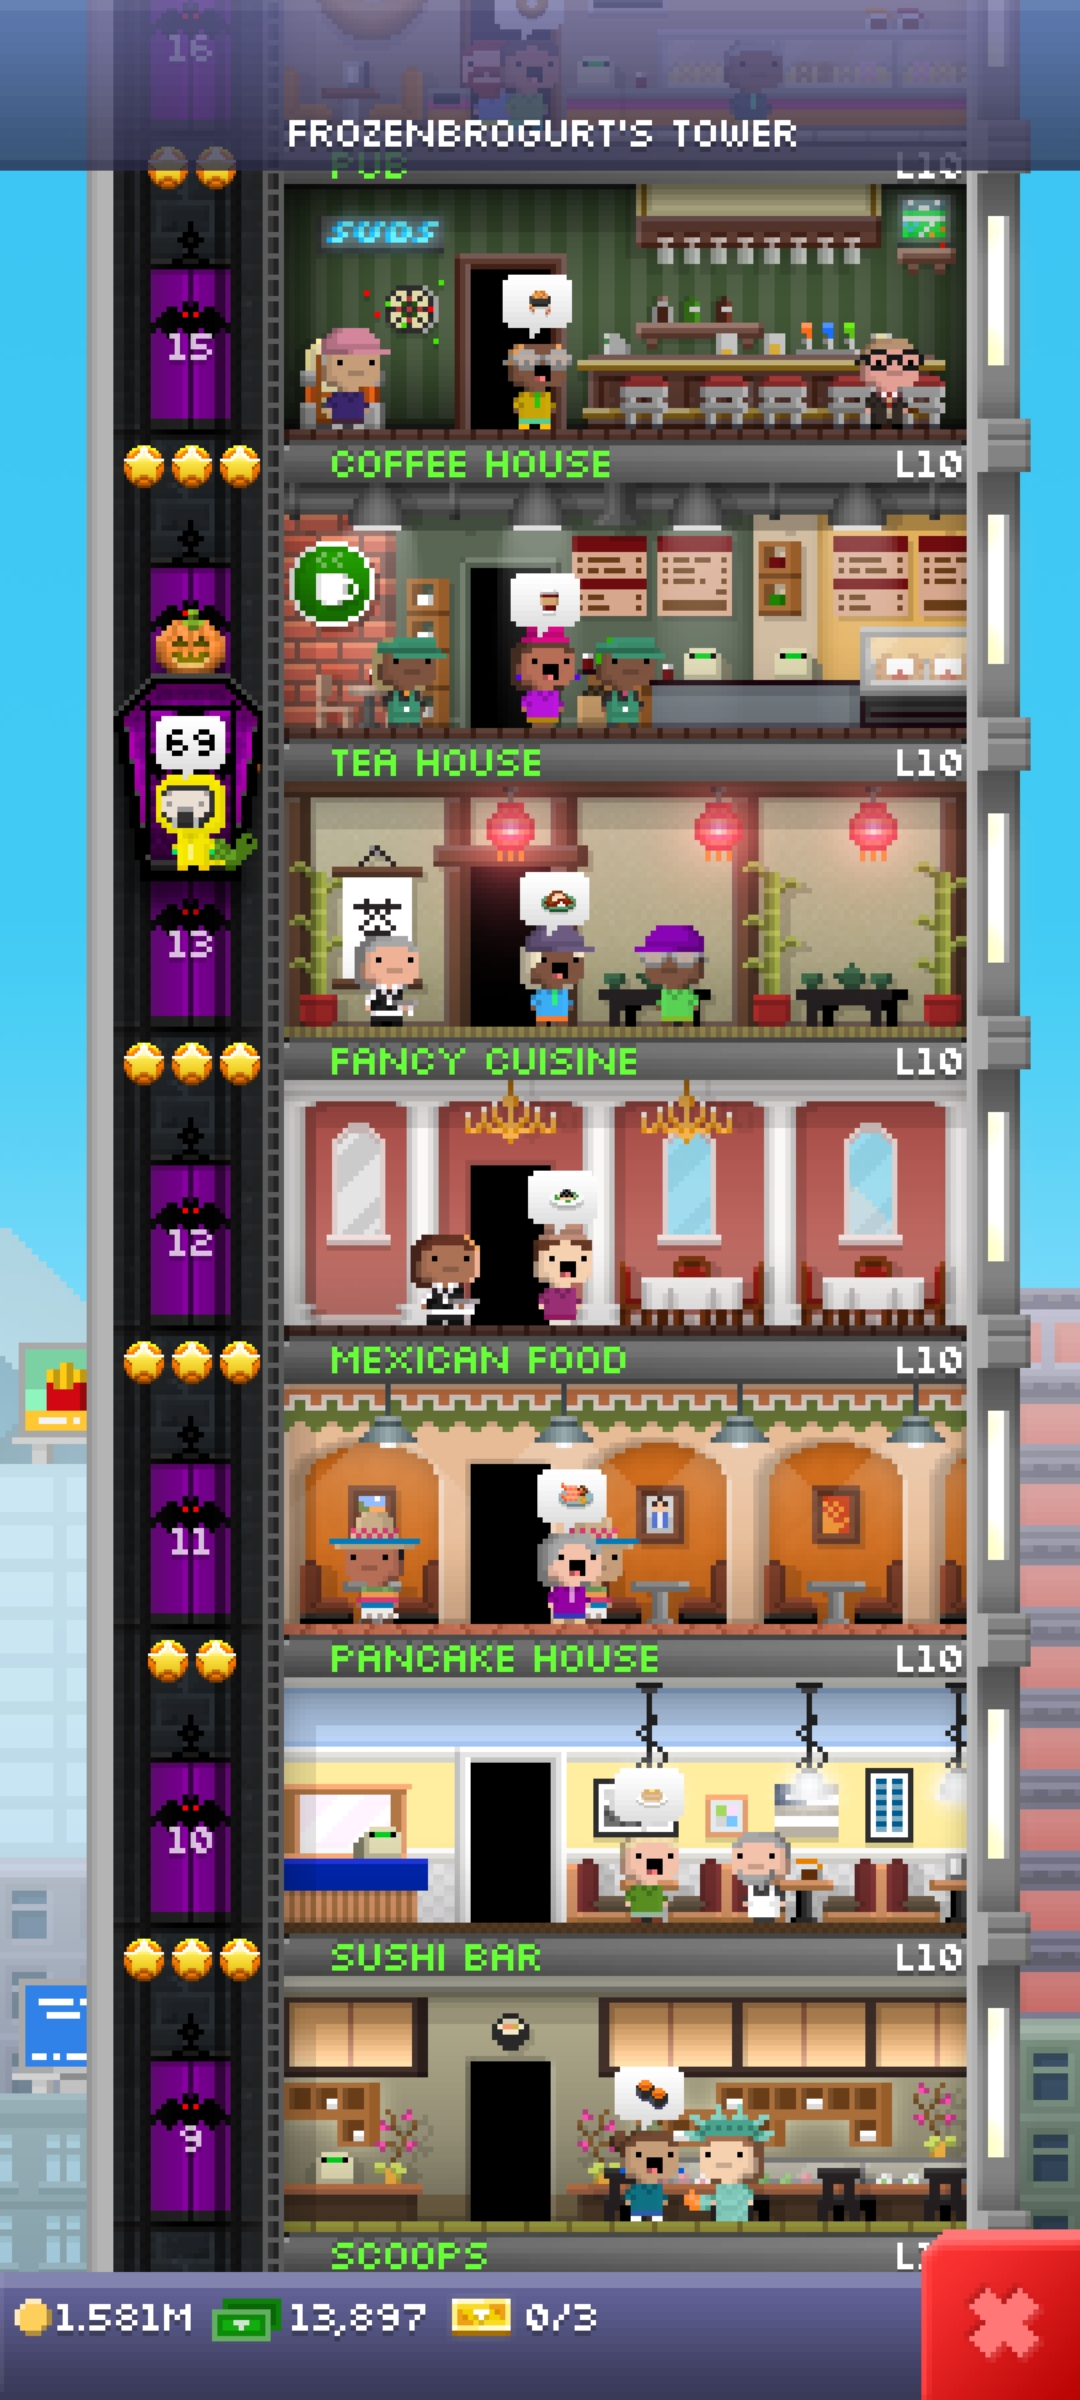 16
FROZENBROGURT'S TOWER
PUB L10
SUDS
15
COFFEE HOUSE L10
69
TEA HOUSE L10
13
FANCY CUISINE L10
12
MEXICAN FOOD L10
11
PANCAKE HOUSE L10
10
SUSHI BAR L10
9
SCOOPS
1.581M 13,897 0/3